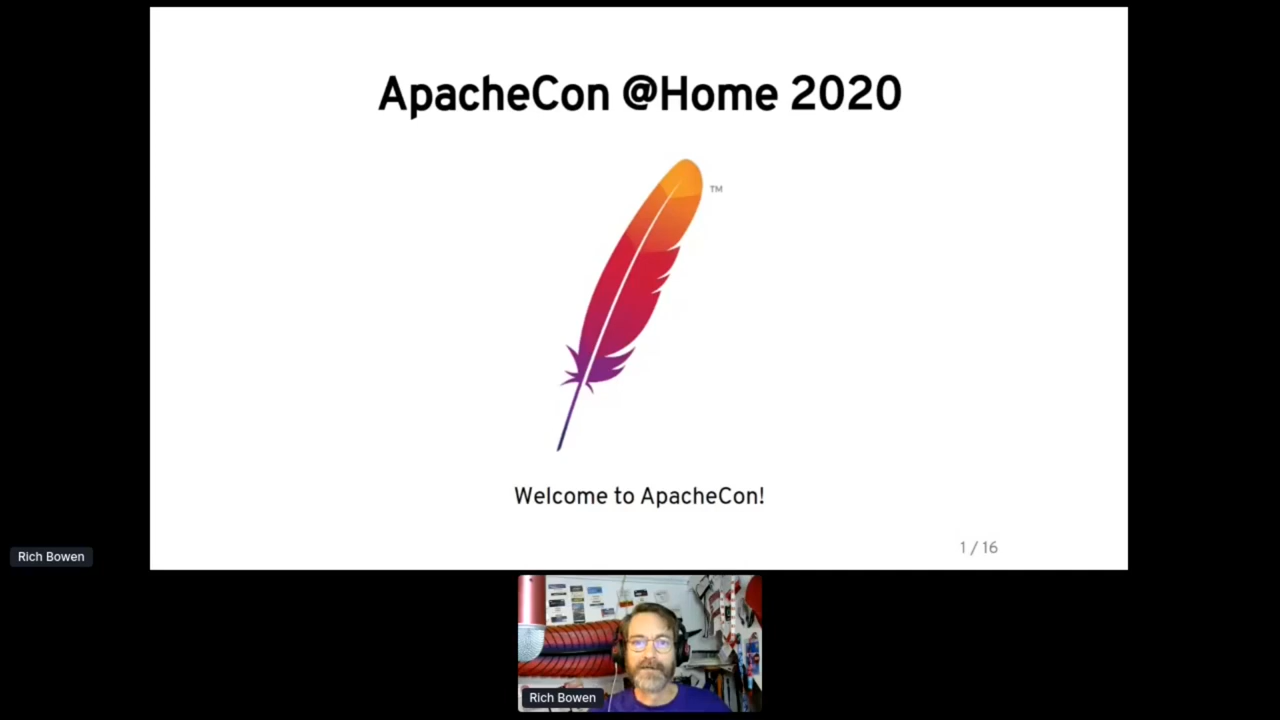 ApacheCon @Home 2020
TM
Welcome to ApacheCon!
1 / 16
Rich Bowen
Rich Bowen